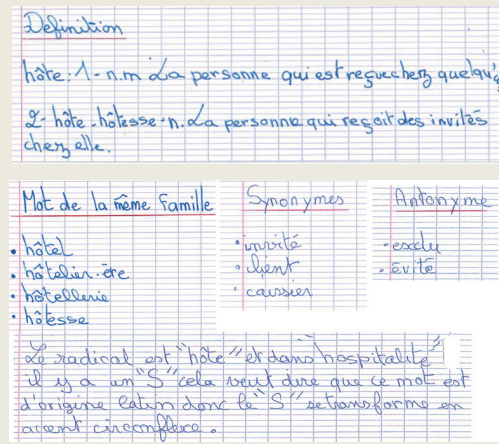 Définition
hôte : 1 - n.m La personne qui est reçue chez quelqu'
2 - hôte - hôtesse - n. La personne qui reçoit des invités
chez elle.
Mot de la même Famille
• hôtel
• hôtelier - ère
• hôtellerie
• hôtesse
Synonymes
• invité
• client
• caissier
Antonyme
- exclu
- évité
Le radical est "hôte" et dans "hospitalité"
il y a un "S" cela veut dire que ce mot est
d'origine latin donc le "S" se transforme en
accent circonflexe.